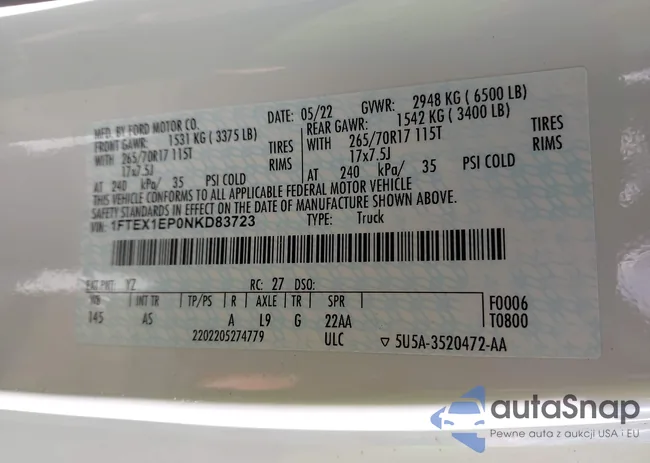 MFD. BY FORD MOTOR CO.
DATE: 05/22 GVWR: 2948 KG ( 6500 LB)
FRONT GAWR: 1531 KG ( 3375 LB)
REAR GAWR: 1542 KG ( 3400 LB)
WITH 265/70R17 115T TIRES
WITH 265/70R17 115T TIRES
17x7.5J RIMS
17x7.5J RIMS
AT 240 kPa/ 35 PSI COLD
AT 240 kPa/ 35 PSI COLD
THIS VEHICLE CONFORMS TO ALL APPLICABLE FEDERAL MOTOR VEHICLE
SAFETY STANDARDS IN EFFECT ON THE DATE OF MANUFACTURE SHOWN ABOVE.
VIN: 1FTEX1EP0NKD83723 TYPE: Truck
EXT PNT: YZ RC: 27 DSO:
WB INT TR TP/PS R AXLE TR SPR
145 AS A L9 G 22AA
F0006
T0800
2202205274779 ULC ▽ 5U5A-3520472-AA
autaSnap
Pewne auta z aukcji USA i EU